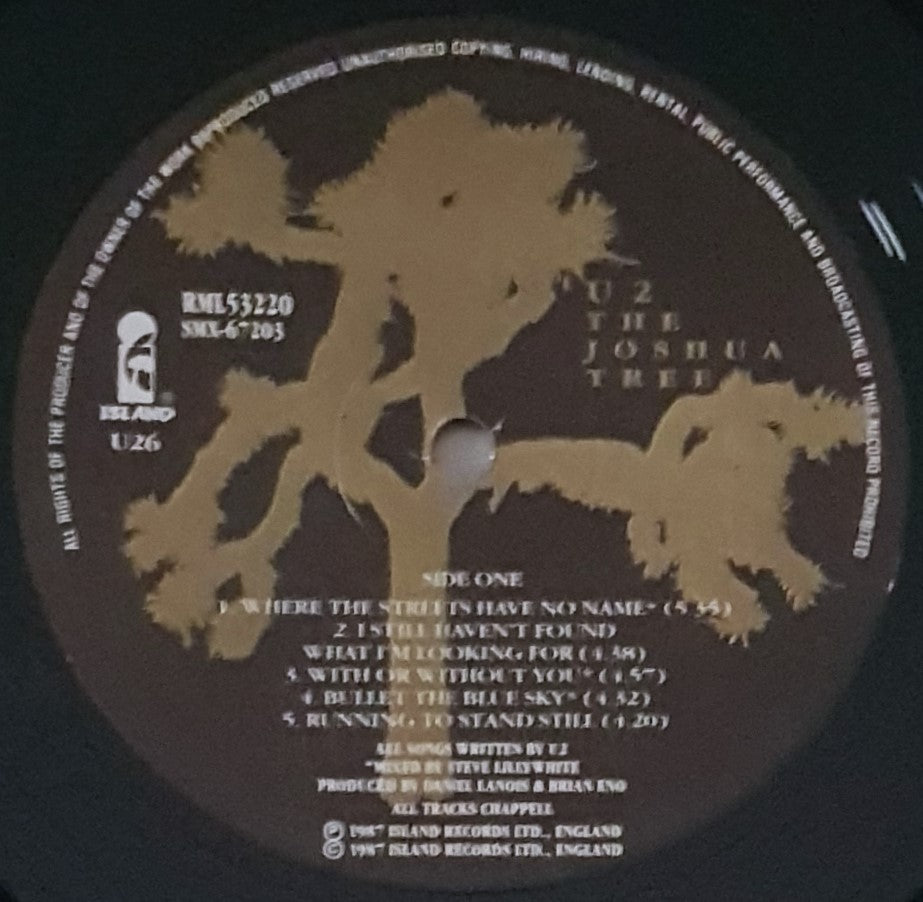 ALL RIGHTS OF THE PRODUCER AND OF THE OWNER OF THE WORK REPRODUCED RESERVED UNAUTHORISED COPYING, HIRING, LENDING, RENTAL, PUBLIC PERFORMANCE AND BROADCASTING OF THIS RECORD PROHIBITED
RML53220
SMX-67203
ISLAND®
U26
U2
THE
JOSHUA
TREE
SIDE ONE
1. WHERE THE STREETS HAVE NO NAME* (5.35)
2. I STILL HAVEN'T FOUND
WHAT I'M LOOKING FOR (4.38)
3. WITH OR WITHOUT YOU* (4.57)
4. BULLET THE BLUE SKY* (4.32)
5. RUNNING TO STAND STILL (4.20)
ALL SONGS WRITTEN BY U2
*MIXED BY STEVE LILLYWHITE
PRODUCED BY DANIEL LANOIS & BRIAN ENO
ALL TRACKS CHAPPELL
℗ 1987 ISLAND RECORDS LTD., ENGLAND
© 1987 ISLAND RECORDS LTD., ENGLAND